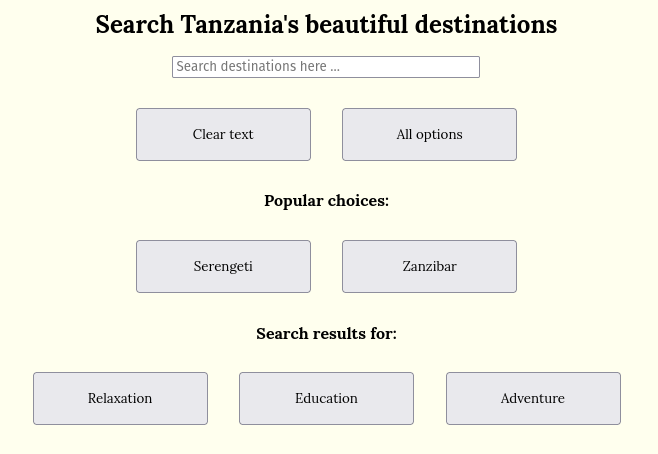 Search Tanzania's beautiful destinations
Search destinations here ...
Clear text
All options
Popular choices:
Serengeti
Zanzibar
Search results for:
Relaxation
Education
Adventure